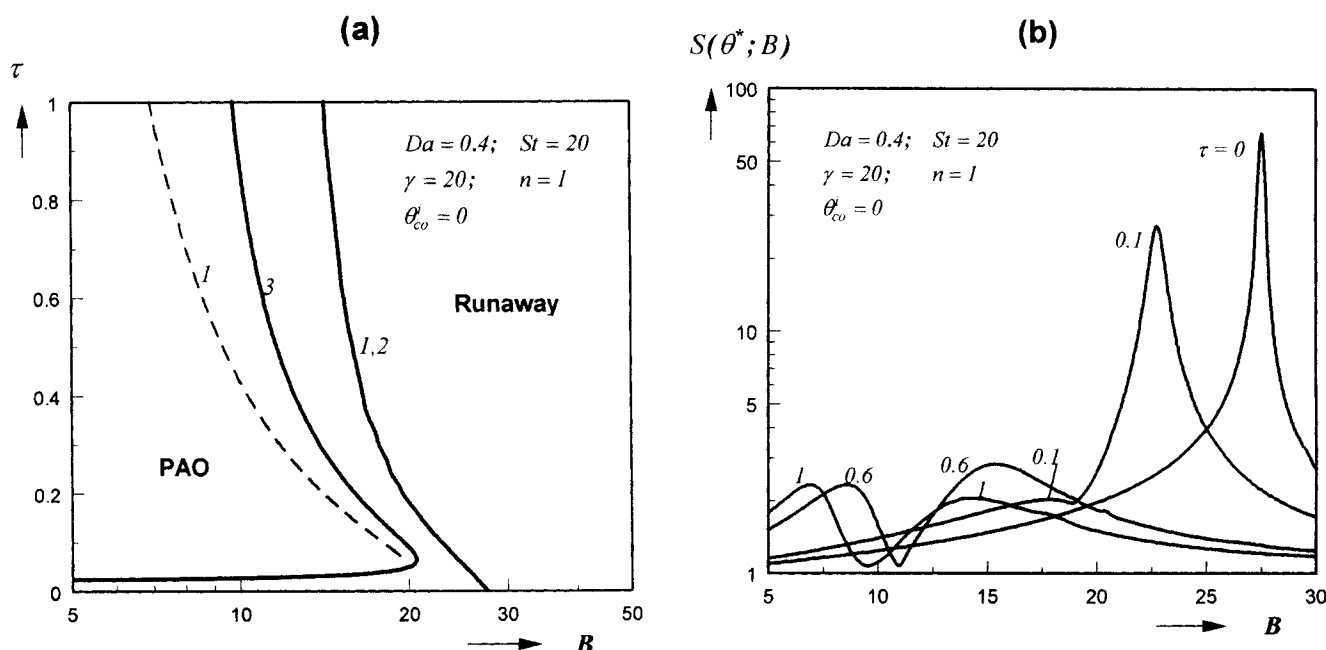 (a)
τ
1
0.8
0.6
0.4
0.2
0
5
10
20
30
50
B
Da = 0.4; St = 20
γ = 20; n = 1
θ^i_co = 0
1
3
1,2
Runaway
PAO
(b)
S(θ*; B)
100
50
10
5
1
5
10
15
20
25
30
B
Da = 0.4; St = 20
γ = 20; n = 1
θ^i_co = 0
τ = 0
0.1
1
0.6
0.6
0.1
1